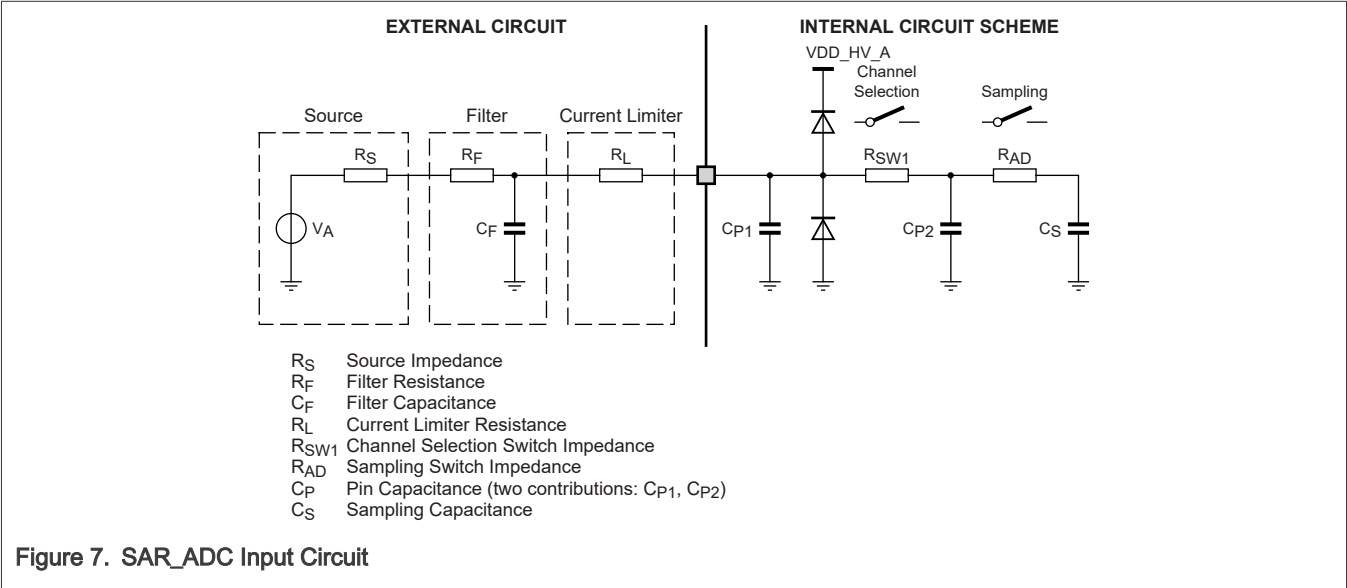 EXTERNAL CIRCUIT
INTERNAL CIRCUIT SCHEME
VDD_HV_A
Channel
Selection
Sampling
Source
Filter
Current Limiter
RS
RF
RL
RSW1
RAD
VA
CF
CP1
CP2
CS
RS Source Impedance
RF Filter Resistance
CF Filter Capacitance
RL Current Limiter Resistance
RSW1 Channel Selection Switch Impedance
RAD Sampling Switch Impedance
CP Pin Capacitance (two contributions: CP1, CP2)
CS Sampling Capacitance
Figure 7. SAR_ADC Input Circuit